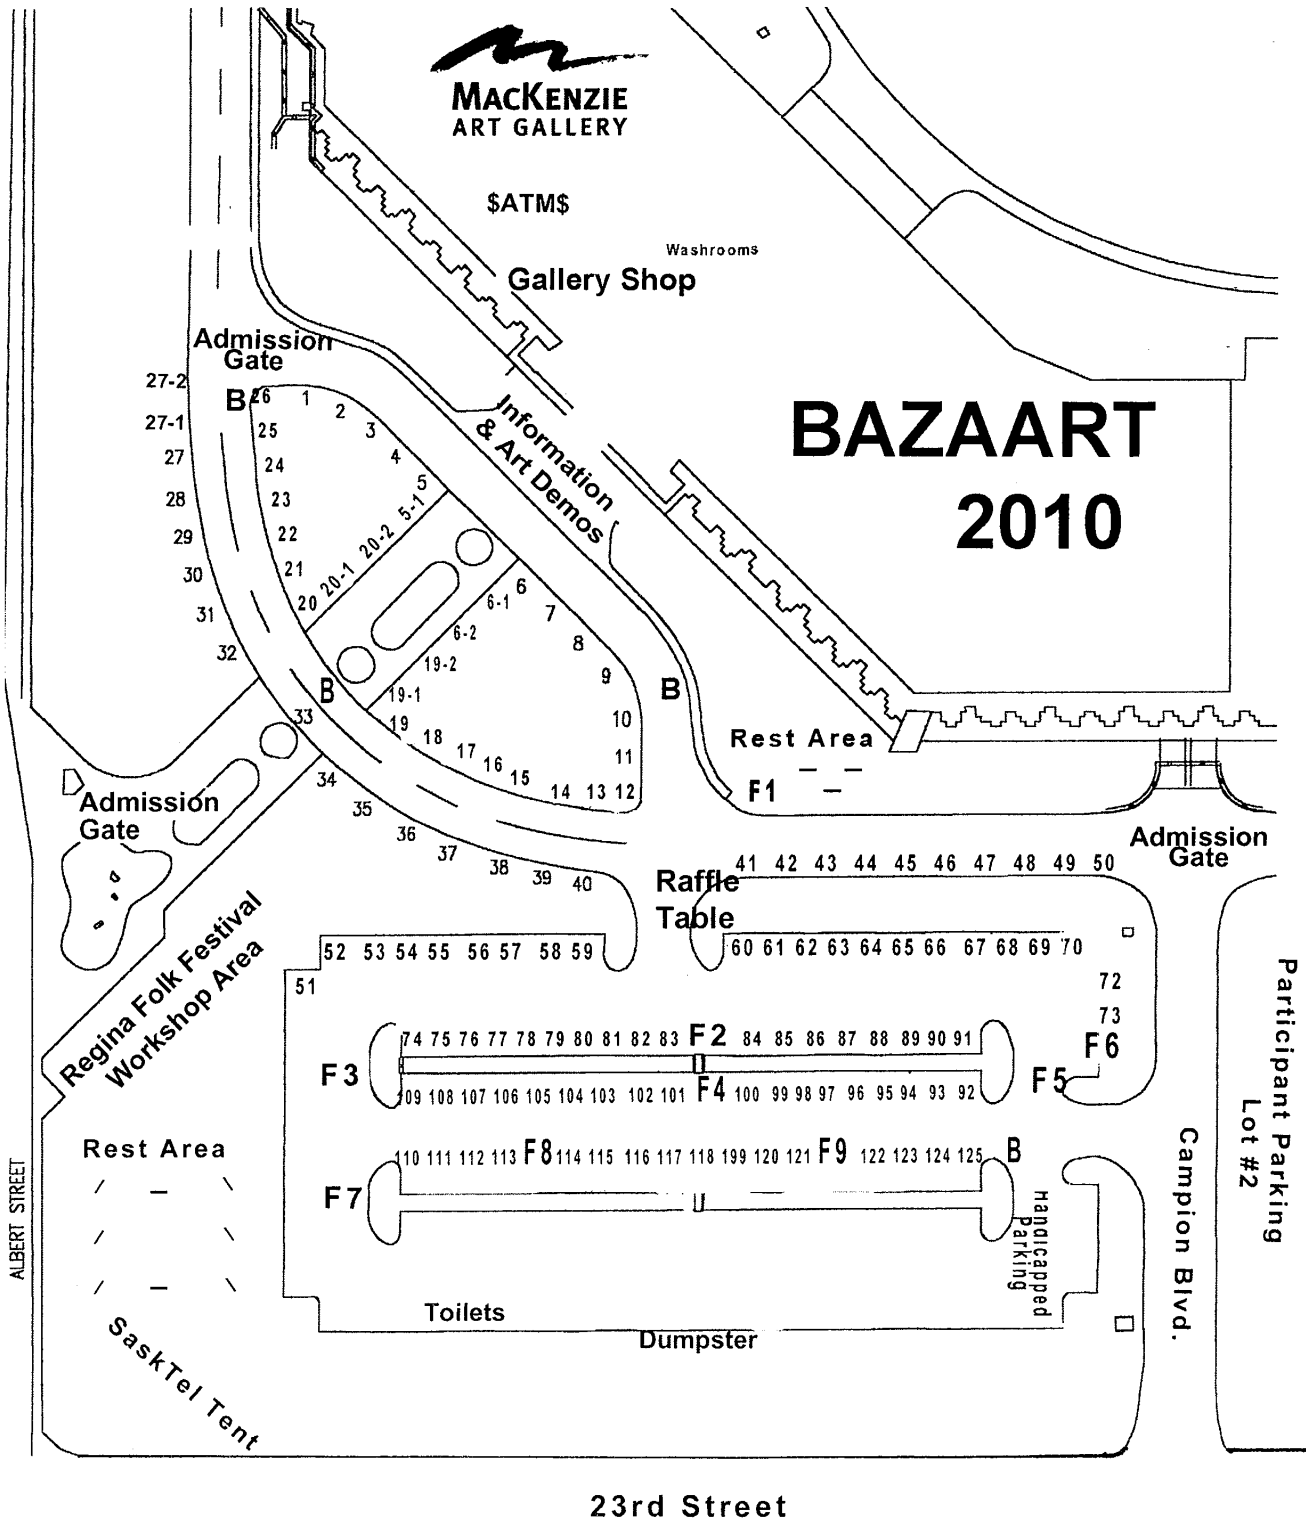 MACKENZIE
ART GALLERY
$ATM$
Washrooms
Gallery Shop
Admission
Gate
BAZAART
2010
Information
& Art Demos
27-2
27-1
27
28
29
30
31
32
33
34
35
36
37
38
39
40
B
26
25
24
23
22
21
20
20-1
20-2
5-1
1
2
3
4
5
6
6-1
6-2
19-2
19-1
19
18
17
16
15
14
13
12
11
10
9
8
7
B
B
Rest Area
F1
Admission
Gate
Admission
Gate
Raffle
Table
41 42 43 44 45 46 47 48 49 50
Regina Folk Festival
Workshop Area
51
52 53 54 55 56 57 58 59
60 61 62 63 64 65 66 67 68 69 70
72
73
F6
F5
74 75 76 77 78 79 80 81 82 83 F2 84 85 86 87 88 89 90 91
F3
109 108 107 106 105 104 103 102 101 F4 100 99 98 97 96 95 94 93 92
110 111 112 113 F8 114 115 116 117 118 199 120 121 F9 122 123 124 125 B
F7
Handicapped
Parking
Rest Area
ALBERT STREET
SaskTel Tent
Toilets
Dumpster
Campion Blvd.
Participant Parking
Lot #2
23rd Street